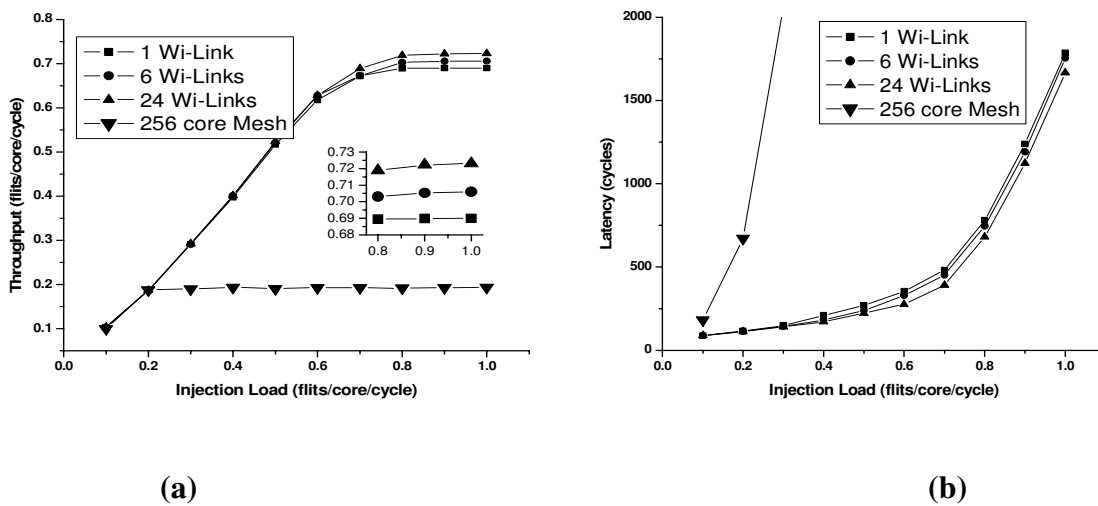 0.8
0.7
0.6
0.5
0.4
0.3
0.2
0.1
Throughput (flits/core/cycle)
1 Wi-Link
6 Wi-Links
24 Wi-Links
256 core Mesh
0.73
0.72
0.71
0.70
0.69
0.68
0.8 0.9 1.0
0.0 0.2 0.4 0.6 0.8 1.0
Injection Load (flits/core/cycle)
(a)
2000
1500
1000
500
0
Latency (cycles)
1 Wi-Link
6 Wi-Links
24 Wi-Links
256 core Mesh
0.0 0.2 0.4 0.6 0.8 1.0
Injection Load (flits/core/cycle)
(b)